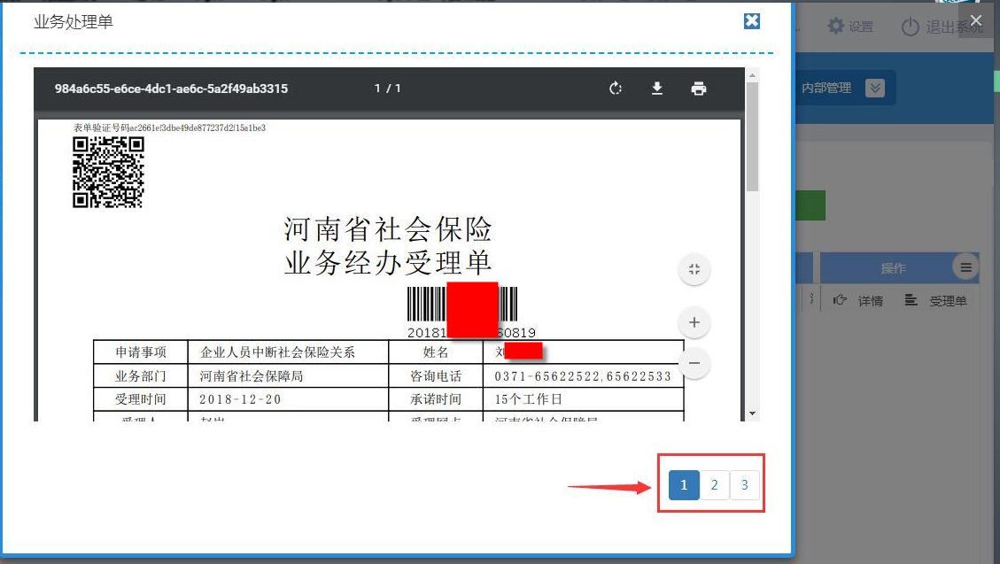 业务处理单
设置
退出系统
内部管理
984a6c55-e6ce-4dc1-ae6c-5a2f49ab3315
1 / 1
表单验证号码ac2661ef3dbe49de877237d2f15a1be3
河南省社会保险
业务经办受理单
20181 60819
申请事项 企业人员中断社会保险关系 姓名 刘
业务部门 河南省社会保障局 咨询电话 0371-65622522,65622533
受理时间 2018-12-20 承诺时间 15个工作日
操作
详情 受理单
1 2 3